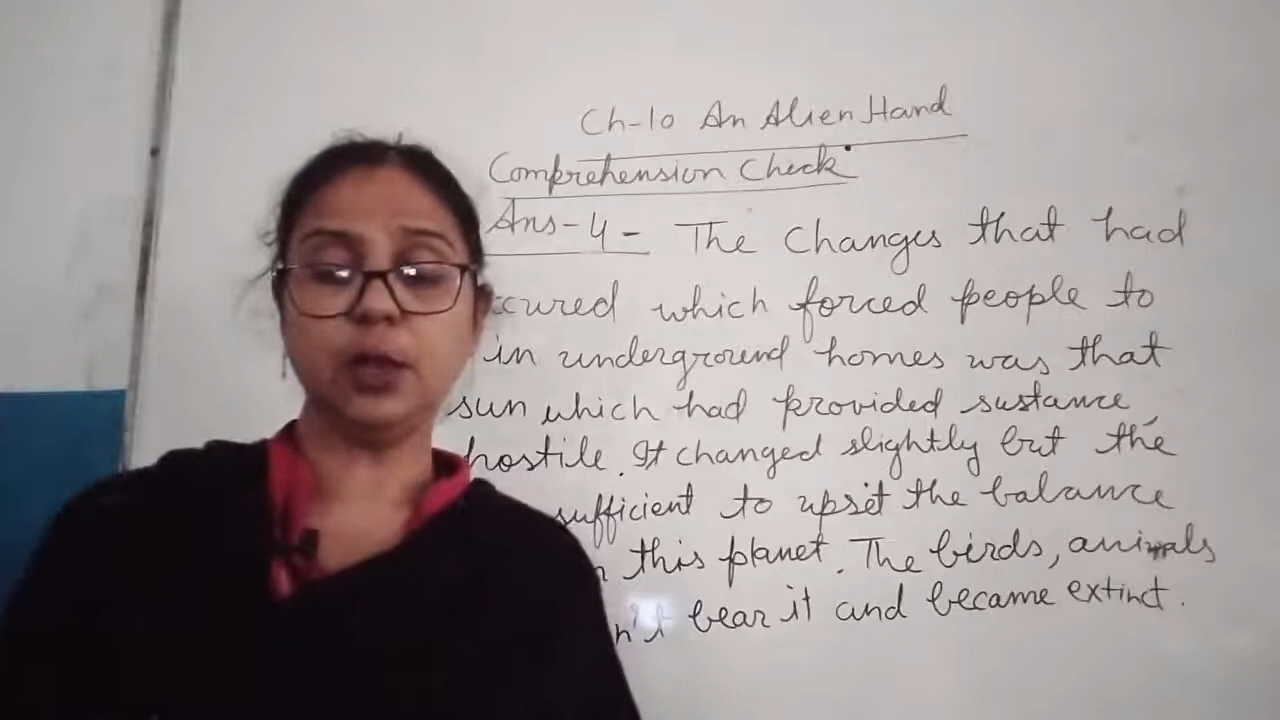 Ch-10 An Alien Hand
Comprehension Check
Ans-4- The changes that had
which forced people to
in underground homes was that
sun which had provided sustance,
hostile. It changed slightly but the
sufficient to upset the balance
this planet. The birds, animals
bear it and became extinct.